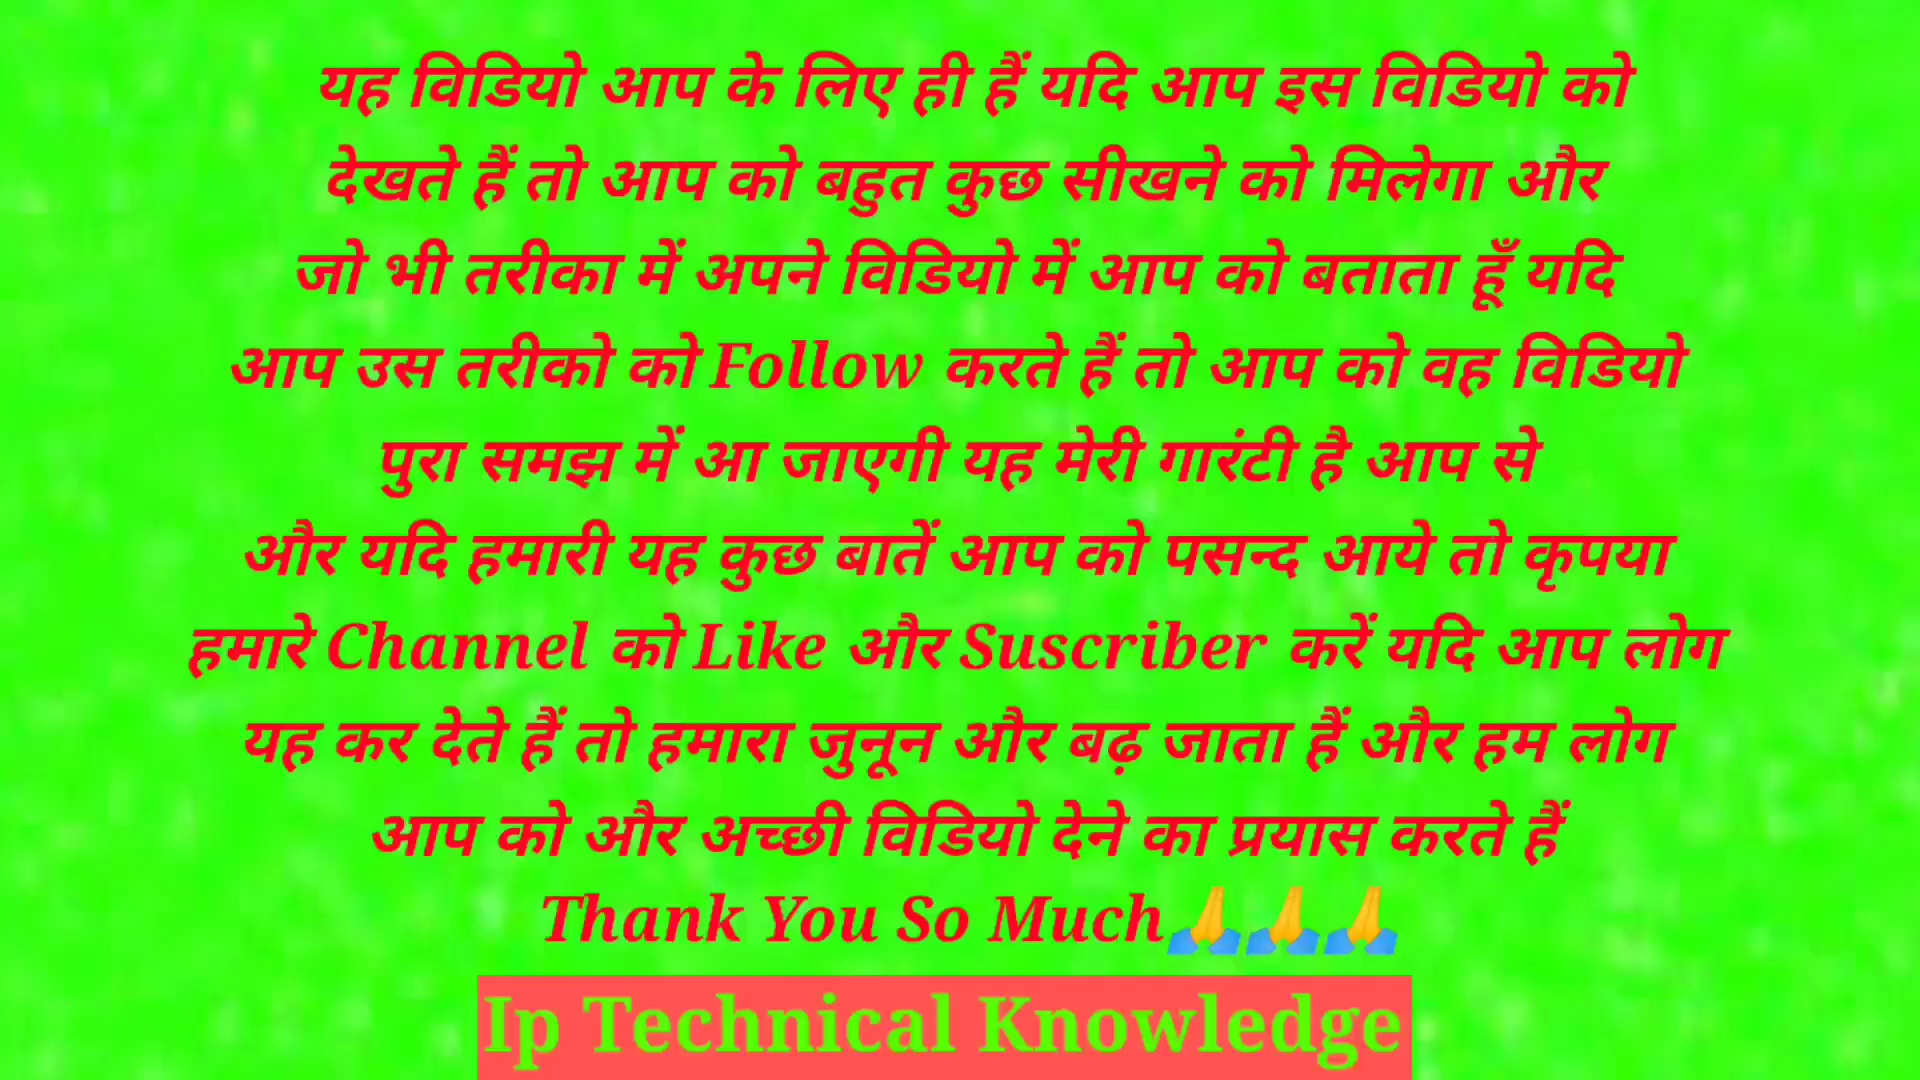 यह विडियो आप के लिए ही हैं यदि आप इस विडियो को
देखते हैं तो आप को बहुत कुछ सीखने को मिलेगा और
जो भी तरीका में अपने विडियो में आप को बताता हूँ यदि
आप उस तरीको को Follow करते हैं तो आप को वह विडियो
पुरा समझ में आ जाएगी यह मेरी गारंटी है आप से
और यदि हमारी यह कुछ बातें आप को पसन्द आये तो कृपया
हमारे Channel को Like और Suscriber करें यदि आप लोग
यह कर देते हैं तो हमारा जुनून और बढ़ जाता हैं और हम लोग
आप को और अच्छी विडियो देने का प्रयास करते हैं
Thank You So Much🙏🙏🙏
Ip Technical Knowledge